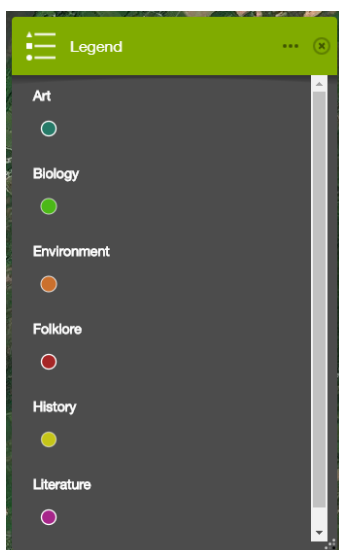 Legend
Art
Biology
Environment
Folklore
History
Literature